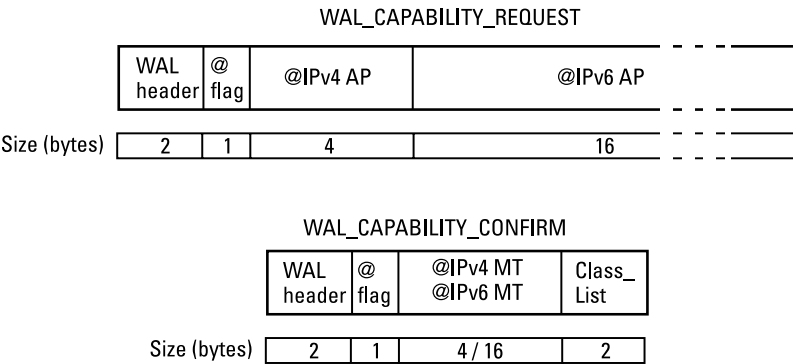 WAL_CAPABILITY_REQUEST
WAL header @ flag @IPv4 AP @IPv6 AP
Size (bytes) 2 1 4 16
WAL_CAPABILITY_CONFIRM
WAL @ @IPv4 MT Class_
header flag @IPv6 MT List
Size (bytes) 2 1 4 / 16 2